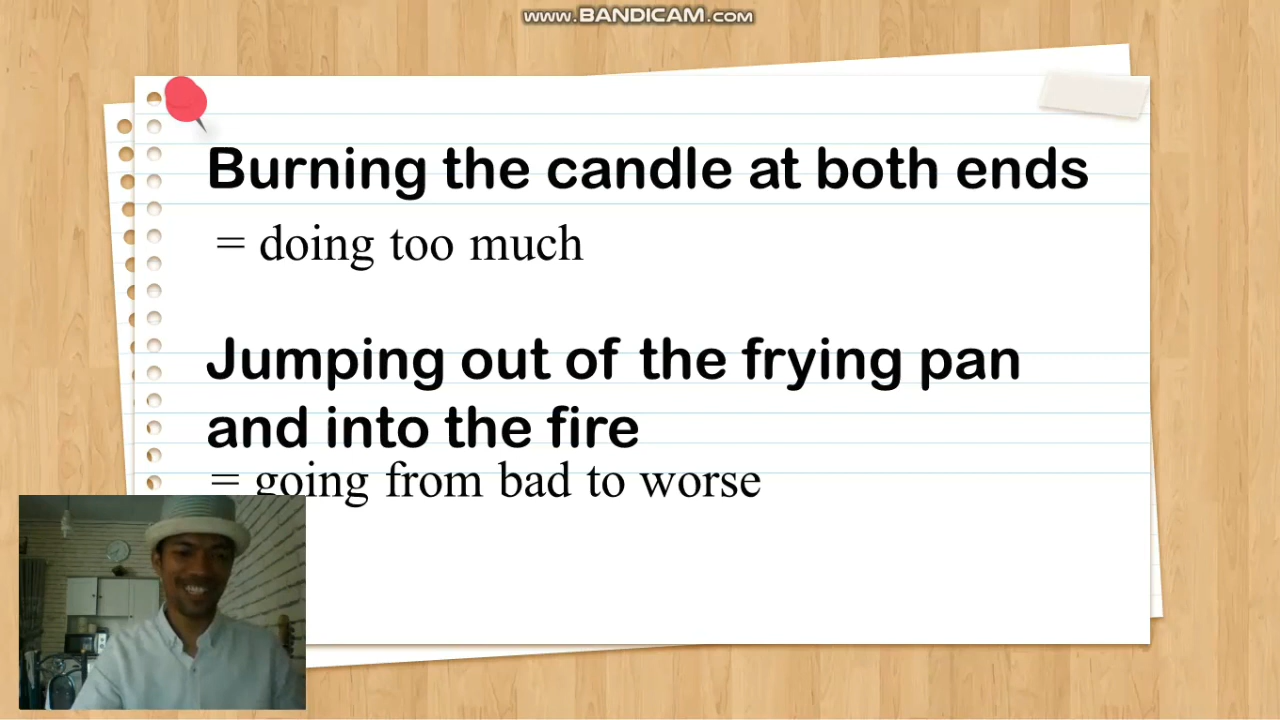 www.BANDICAM.com
Burning the candle at both ends
= doing too much
Jumping out of the frying pan
and into the fire
= going from bad to worse